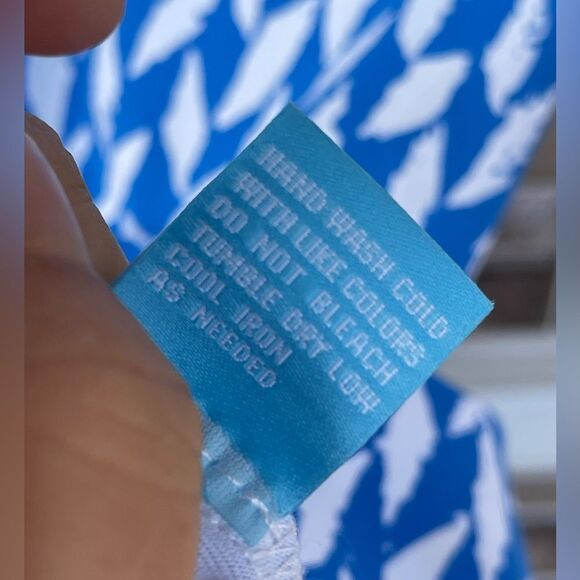 HAND WASH COLD
WITH LIKE COLORS
DO NOT BLEACH
TUMBLE DRY LOW
COOL IRON
AS NEEDED